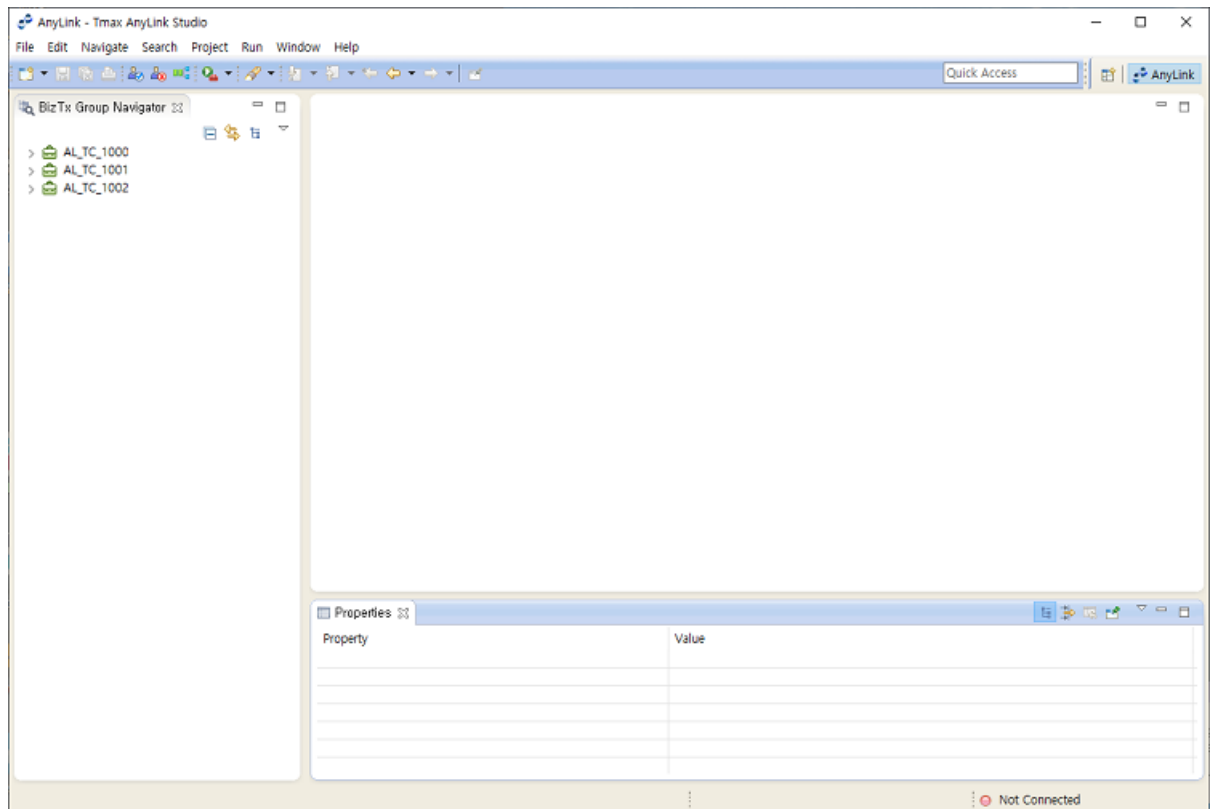 AnyLink - Tmax AnyLink Studio
File Edit Navigate Search Project Run Window Help
Quick Access
AnyLink
BizTx Group Navigator
AL_TC_1000
AL_TC_1001
AL_TC_1002
Properties
Property Value
Not Connected